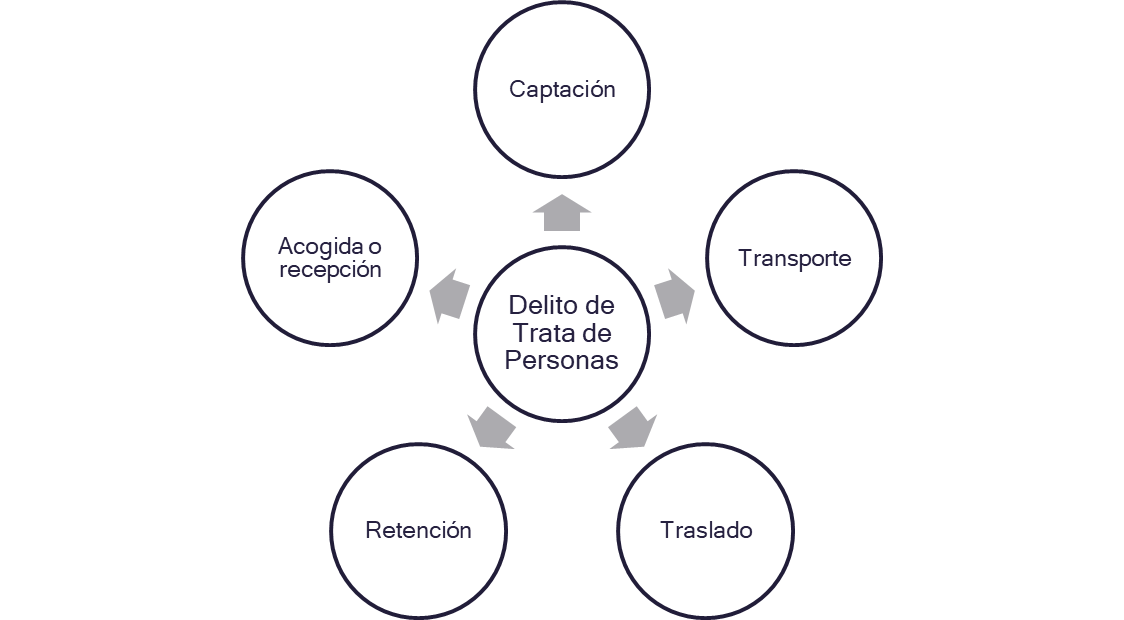 Captación
Transporte
Traslado
Retención
Acogida o
recepción
Delito de
Trata de
Personas